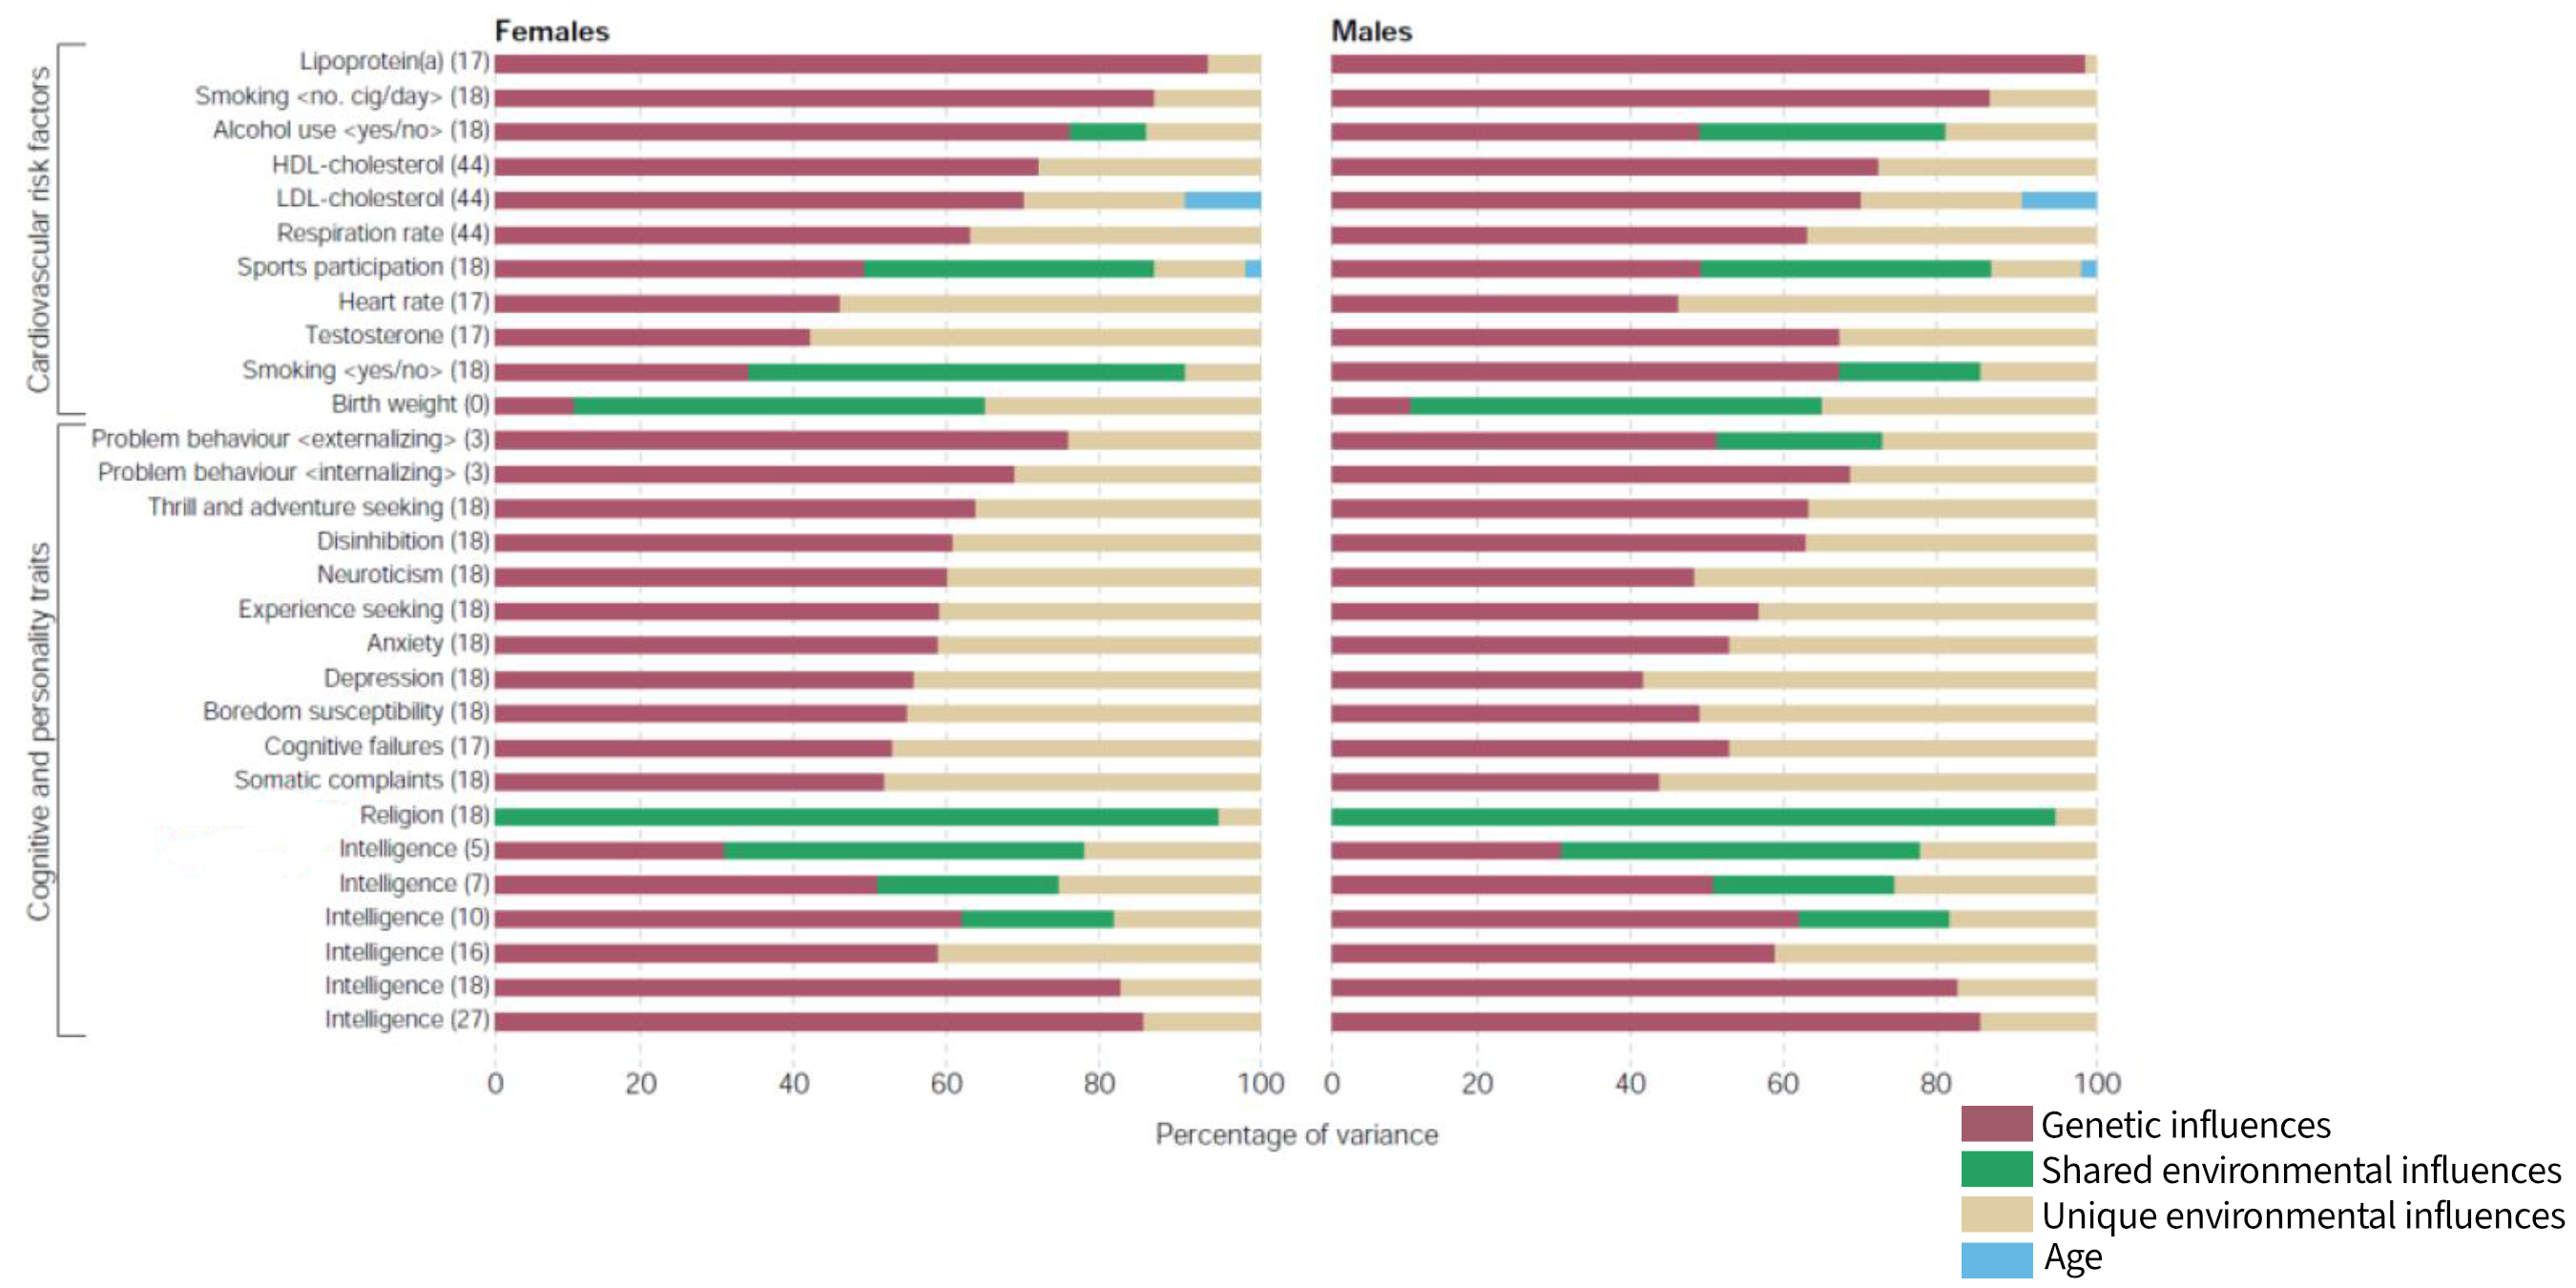 Females
Males
Cardiovascular risk factors
Lipoprotein(a) (17)
Smoking <no. cig/day> (18)
Alcohol use <yes/no> (18)
HDL-cholesterol (44)
LDL-cholesterol (44)
Respiration rate (44)
Sports participation (18)
Heart rate (17)
Testosterone (17)
Smoking <yes/no> (18)
Birth weight (0)
Cognitive and personality traits
Problem behaviour <externalizing> (3)
Problem behaviour <internalizing> (3)
Thrill and adventure seeking (18)
Disinhibition (18)
Neuroticism (18)
Experience seeking (18)
Anxiety (18)
Depression (18)
Boredom susceptibility (18)
Cognitive failures (17)
Somatic complaints (18)
Religion (18)
Intelligence (5)
Intelligence (7)
Intelligence (10)
Intelligence (16)
Intelligence (18)
Intelligence (27)
0 20 40 60 80 100
0 20 40 60 80 100
Percentage of variance
Genetic influences
Shared environmental influences
Unique environmental influences
Age